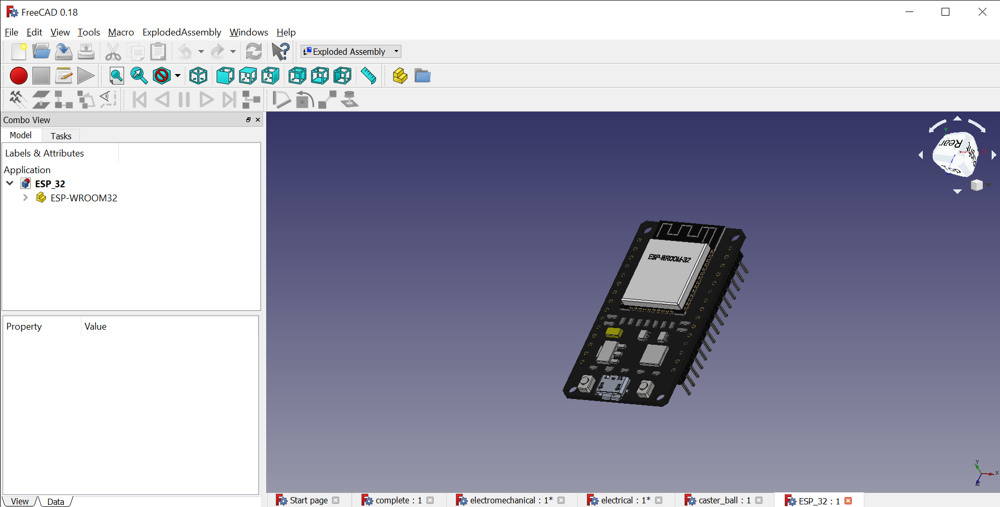 FreeCAD 0.18
File Edit View Tools Macro ExplodedAssembly Windows Help
Exploded Assembly
Combo View
Model Tasks
Labels & Attributes
Application
ESP_32
ESP-WROOM32
Property Value
View Data
Rear
Right
Top
Y
X
ESP-WROOM-32
Y
X
Z
Start page
complete : 1
electromechanical : 1*
electrical : 1*
caster_ball : 1
ESP_32 : 1